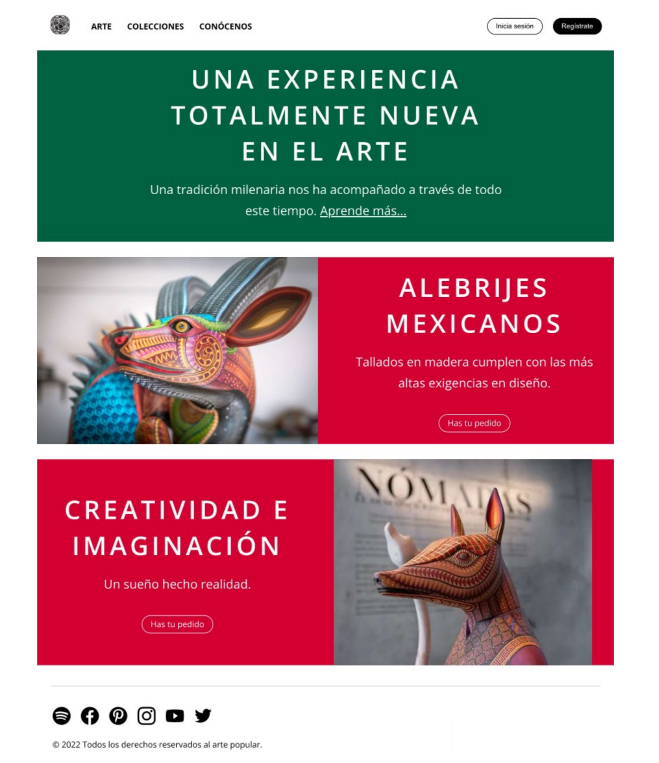 ARTE COLECCIONES CONÓCENOS Inicia sesión Regístrate
UNA EXPERIENCIA
TOTALMENTE NUEVA
EN EL ARTE
Una tradición milenaria nos ha acompañado a través de todo
este tiempo. Aprende más...
ALEBRIJES
MEXICANOS
Tallados en madera cumplen con las más
altas exigencias en diseño.
Has tu pedido
CREATIVIDAD E
IMAGINACIÓN
Un sueño hecho realidad.
Has tu pedido
NÓMADAS
© 2022 Todos los derechos reservados al arte popular.